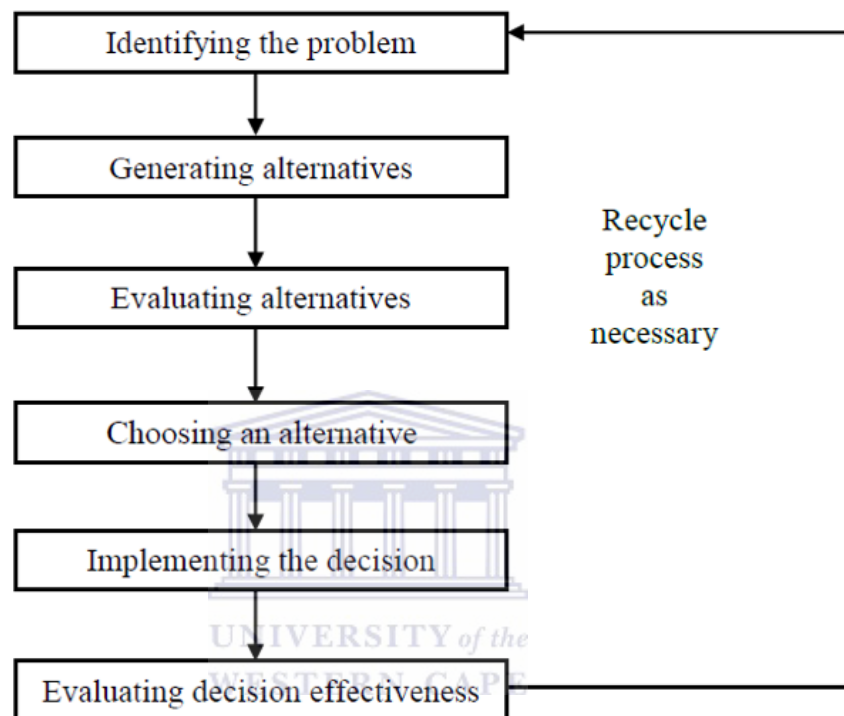 Identifying the problem
Generating alternatives
Evaluating alternatives
Recycle
process
as
necessary
Choosing an alternative
Implementing the decision
UNIVERSITY of the
WESTERN CAPE
Evaluating decision effectiveness